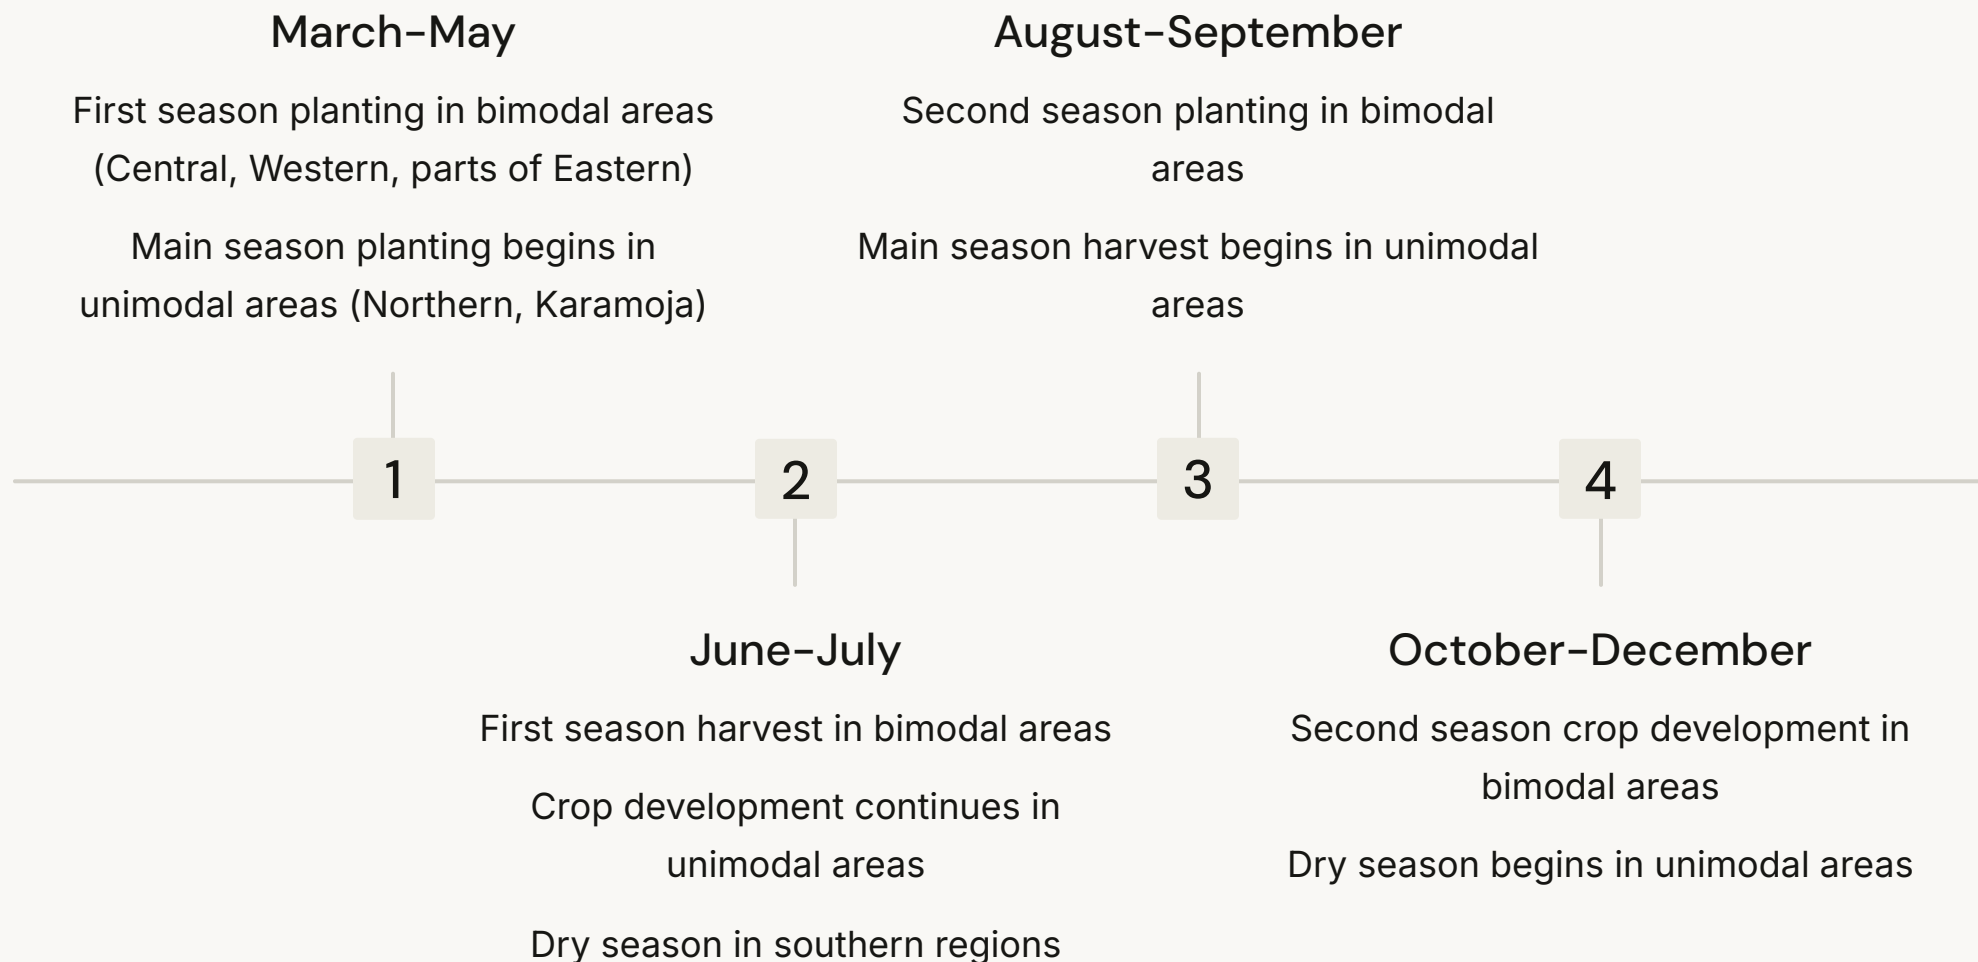 March–May
First season planting in bimodal areas
(Central, Western, parts of Eastern)
Main season planting begins in
unimodal areas (Northern, Karamoja)
August–September
Second season planting in bimodal
areas
Main season harvest begins in unimodal
areas
1
2
3
4
June–July
First season harvest in bimodal areas
Crop development continues in
unimodal areas
Dry season in southern regions
October–December
Second season crop development in
bimodal areas
Dry season begins in unimodal areas